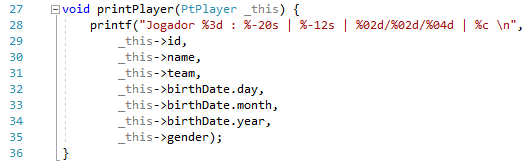 27 void printPlayer(PtPlayer _this) {
28 printf("Jogador %3d : %-20s | %-12s | %02d/%02d/%04d | %c \n",
29 _this->id,
30 _this->name,
31 _this->team,
32 _this->birthDate.day,
33 _this->birthDate.month,
34 _this->birthDate.year,
35 _this->gender);
36 }